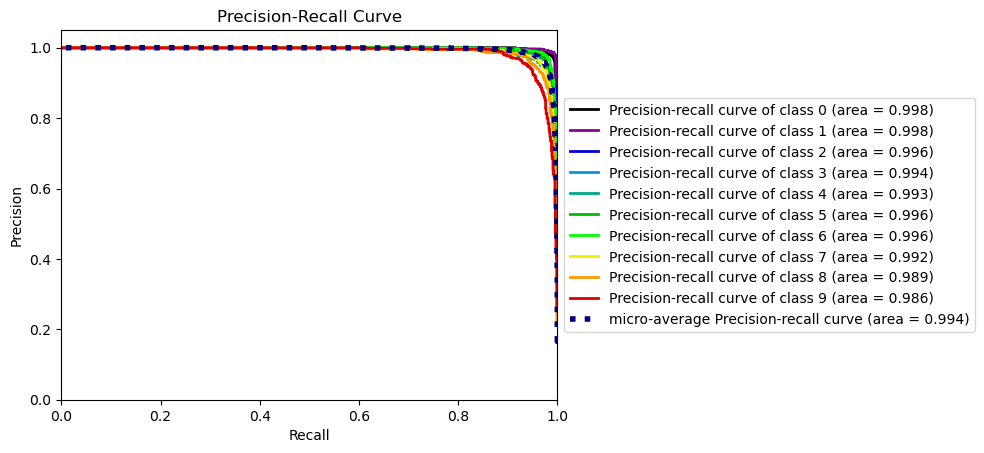 Precision-Recall Curve
1.0
0.8
0.6
0.4
0.2
0.0
Precision
0.0 0.2 0.4 0.6 0.8 1.0
Recall
Precision-recall curve of class 0 (area = 0.998)
Precision-recall curve of class 1 (area = 0.998)
Precision-recall curve of class 2 (area = 0.996)
Precision-recall curve of class 3 (area = 0.994)
Precision-recall curve of class 4 (area = 0.993)
Precision-recall curve of class 5 (area = 0.996)
Precision-recall curve of class 6 (area = 0.996)
Precision-recall curve of class 7 (area = 0.992)
Precision-recall curve of class 8 (area = 0.989)
Precision-recall curve of class 9 (area = 0.986)
micro-average Precision-recall curve (area = 0.994)